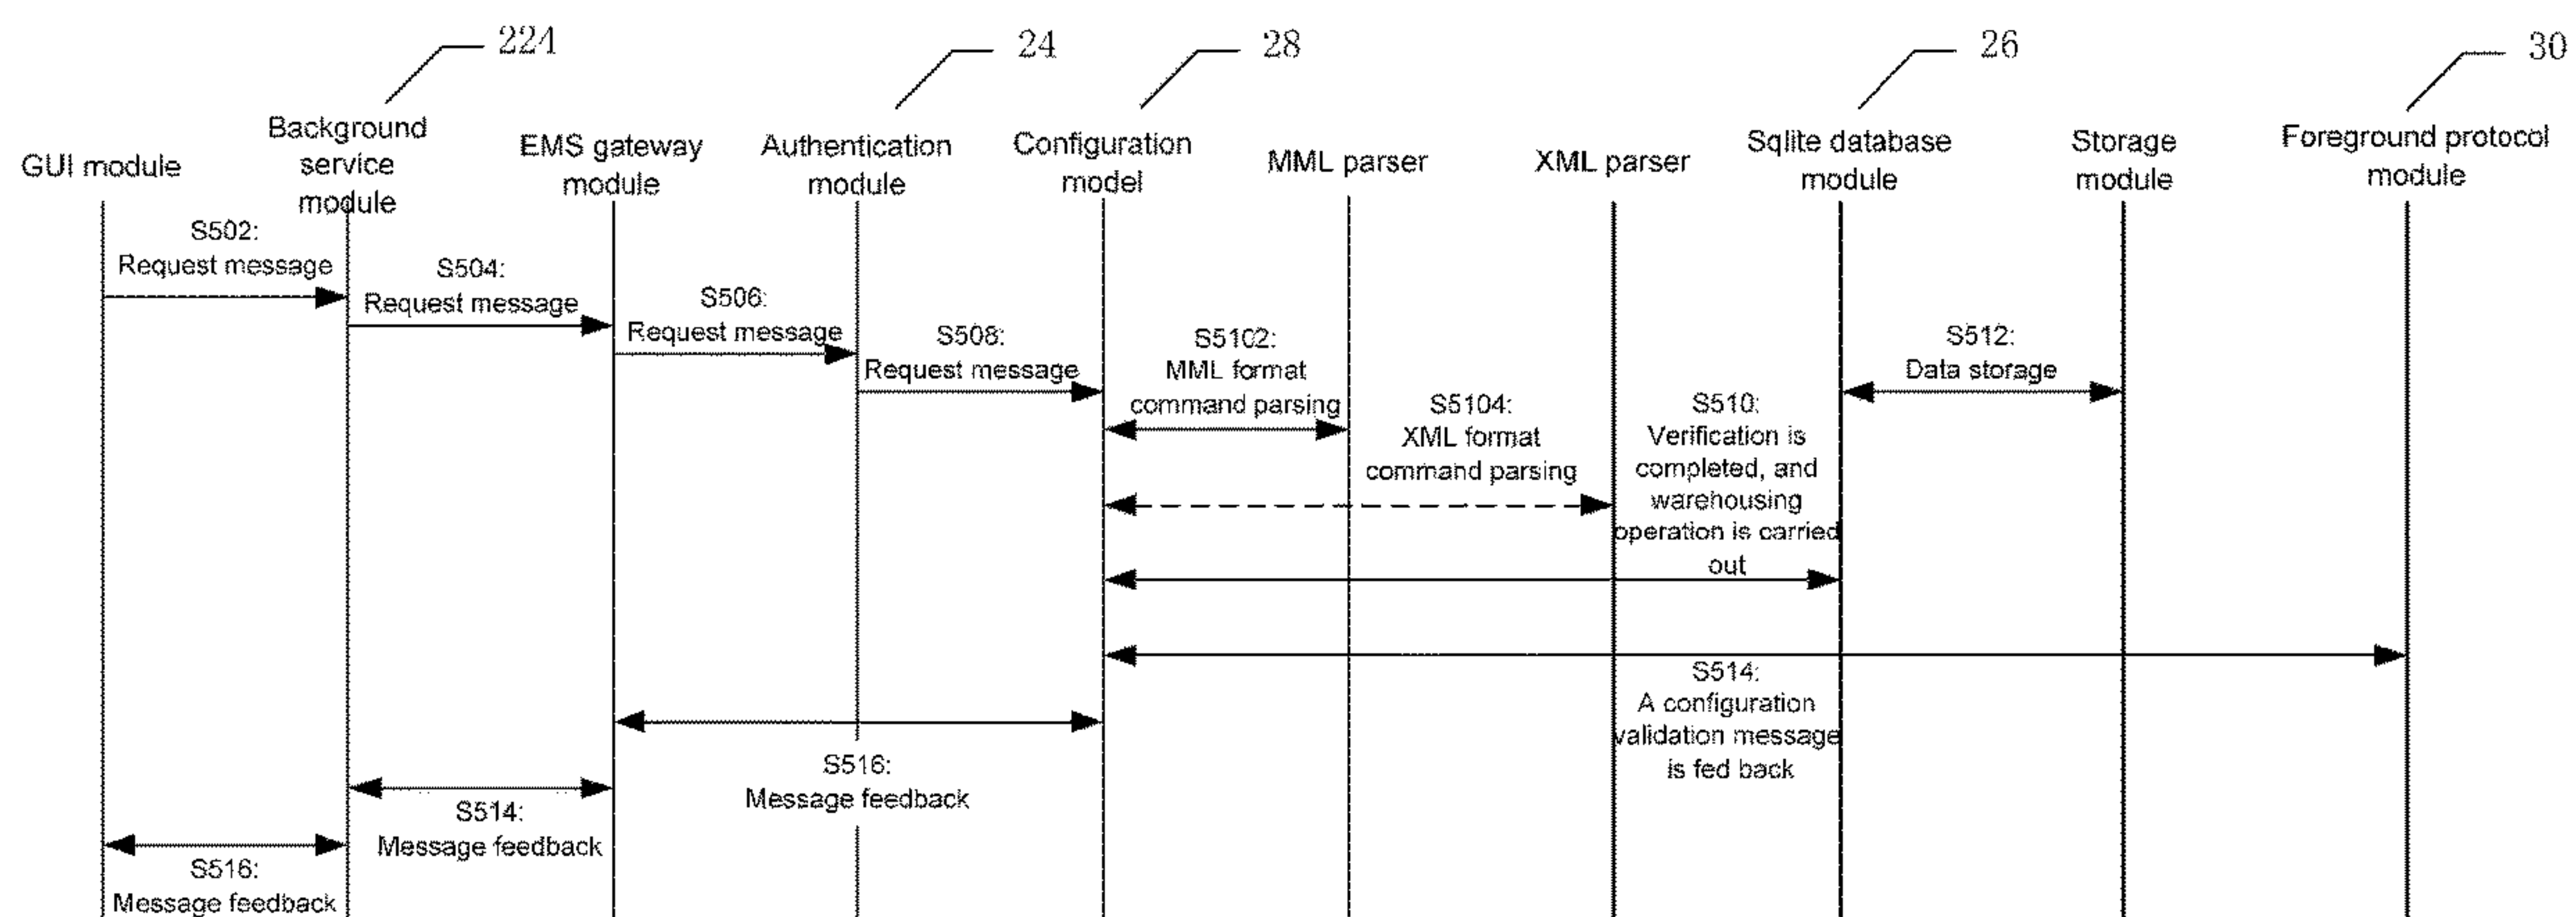 224
24
28
26
30
GUI module
Background
service
module
EMS gateway
module
Authentication
module
Configuration
model
MML parser
XML parser
Sqlite database
module
Storage
module
Foreground protocol
module
S502:
Request message
S504:
Request message
S506:
Request message
S508:
Request message
S5102:
MML format
command parsing
S5104:
XML format
command parsing
S510:
Verification is
completed, and
warehousing
operation is carried
out
S512:
Data storage
S514:
A configuration
validation message
is fed back
S516:
Message feedback
S514:
Message feedback
S516:
Message feedback